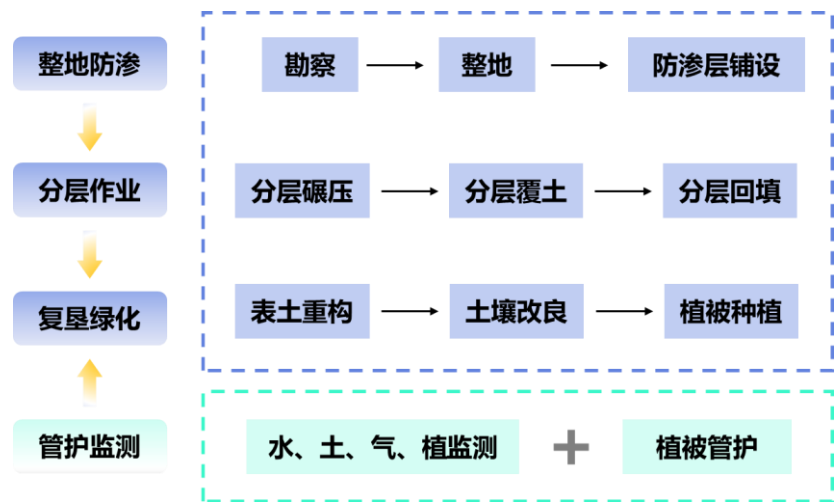 整地防渗
勘察
整地
防渗层铺设
分层作业
分层碾压
分层覆土
分层回填
复垦绿化
表土重构
土壤改良
植被种植
管护监测
水、土、气、植监测
+
植被管护